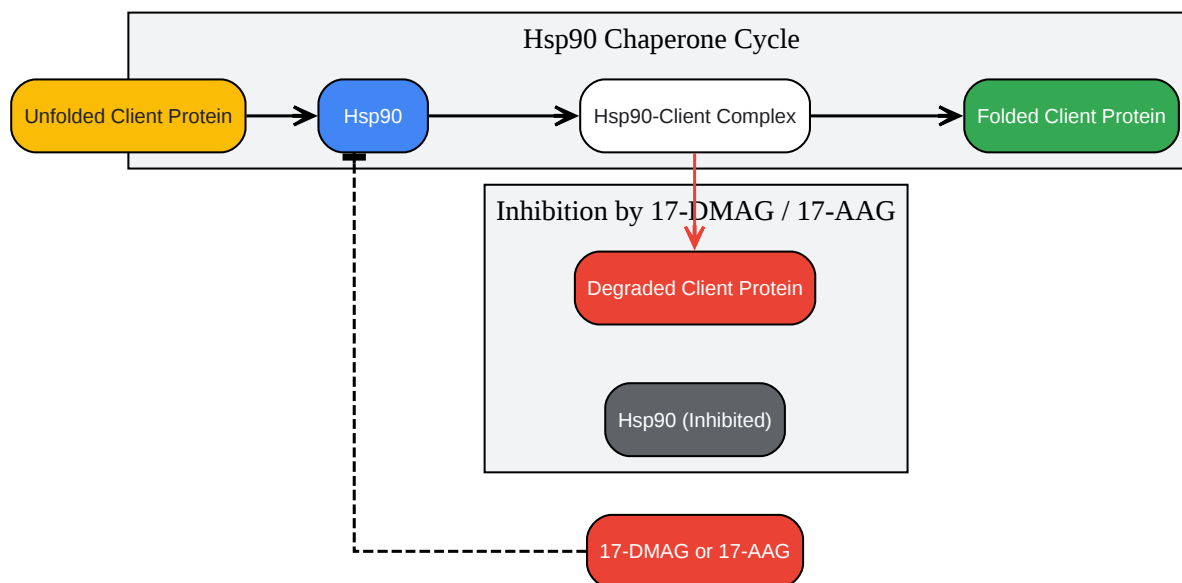 Hsp90 Chaperone Cycle
Unfolded Client Protein
Hsp90
Hsp90-Client Complex
Folded Client Protein
Inhibition by 17-DMAG / 17-AAG
Degraded Client Protein
Hsp90 (Inhibited)
17-DMAG or 17-AAG